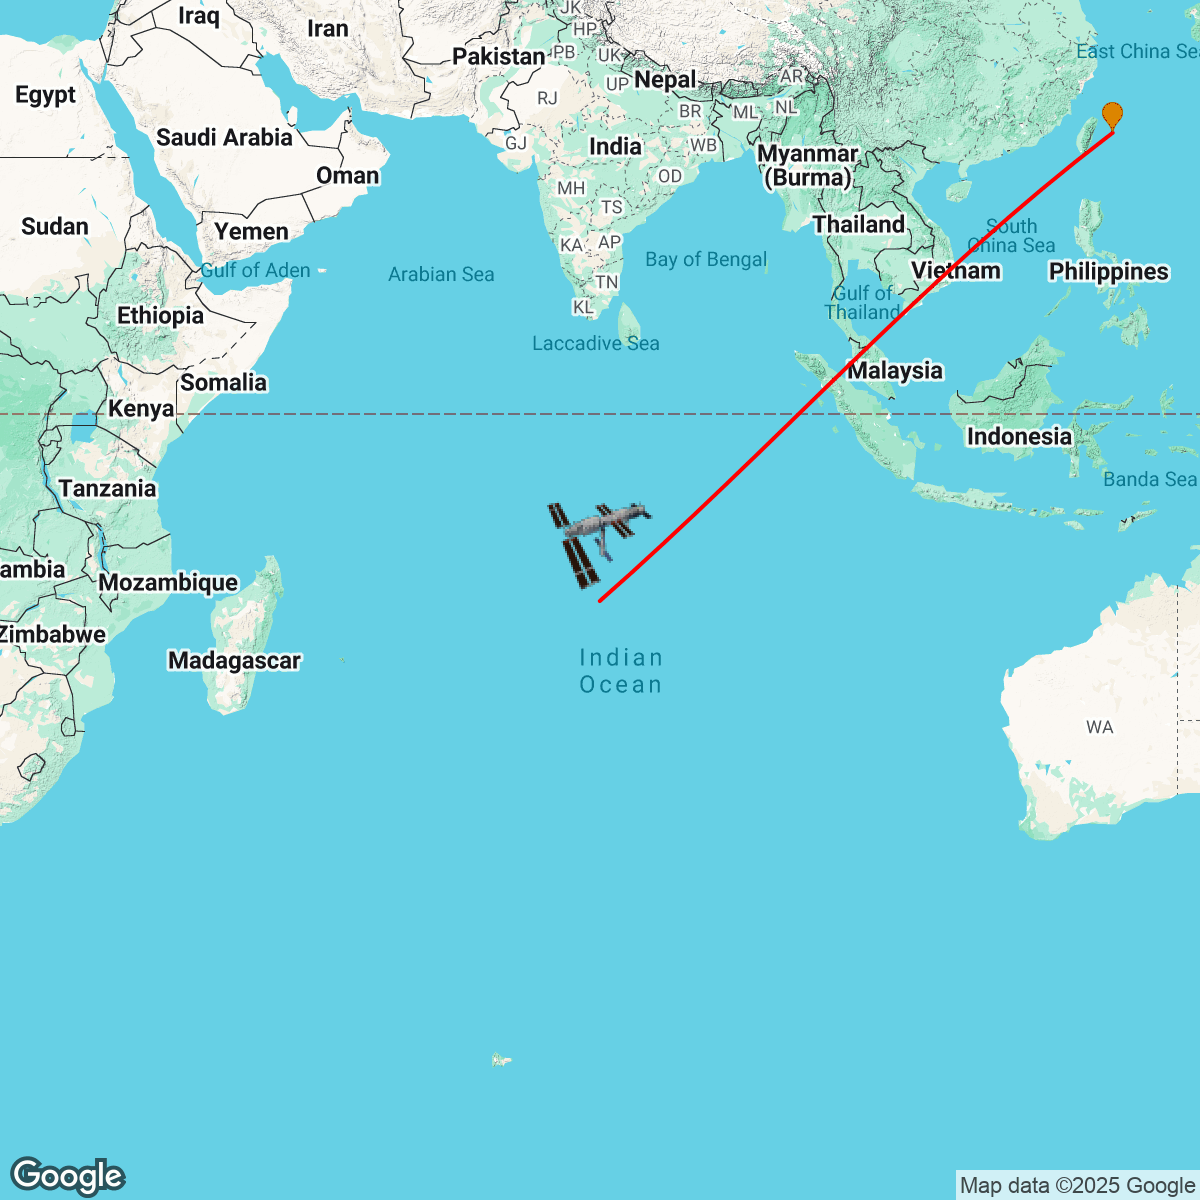 JK
Iraq
Iran
HP
East China Sea
Pakistan
PB
UK
Nepal
AR
UP
Egypt
RJ
BR
ML
NL
Saudi Arabia
GJ
India
WB
Myanmar
(Burma)
Oman
OD
MH
TS
Sudan
Yemen
KA
AP
Thailand
South
China Sea
Gulf of Aden
Arabian Sea
Bay of Bengal
Vietnam
Philippines
TN
Gulf of
Thailand
KL
Ethiopia
Laccadive Sea
Somalia
Malaysia
Kenya
Indonesia
Tanzania
Banda Sea
ambia
Mozambique
Zimbabwe
Madagascar
Indian
Ocean
WA
Google
Map data ©2025 Google